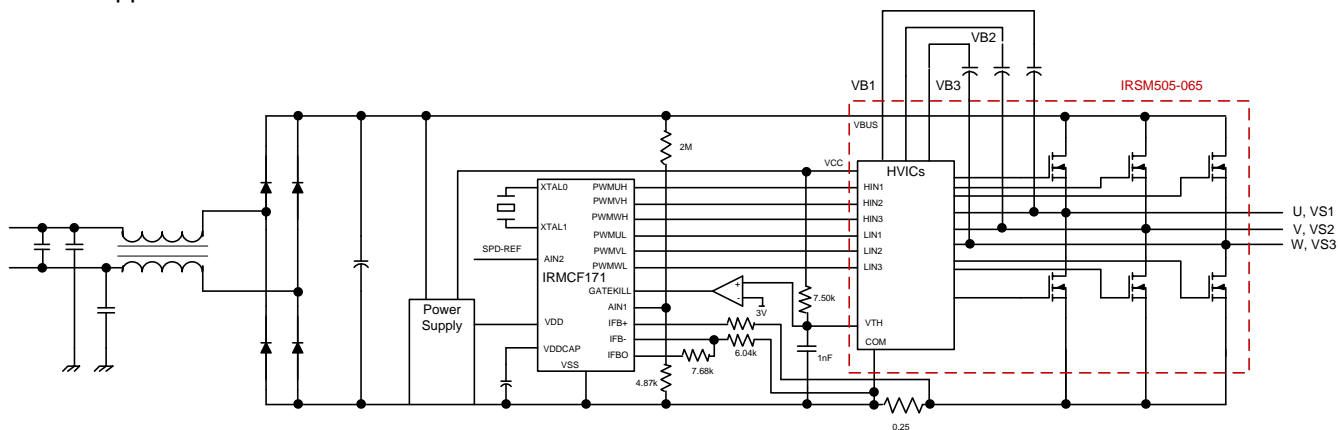 VB2
VB1
VB3
IRSM505-065
VBUS
2M
VCC
HVICs
XTAL0
PWMUH
HIN1
PWMVH
HIN2
PWMWH
HIN3
U, VS1
XTAL1
PWMUL
LIN1
V, VS2
SPD-REF
PWMVL
LIN2
W, VS3
AIN2
PWMWL
LIN3
IRMCF171
GATEKILL
+
-
3V
7.50k
Power
Supply
AIN1
VDD
IFB+
VTH
VDDCAP
IFB-
6.04k
COM
IFBO
7.68k
1nF
VSS
4.87k
0.25